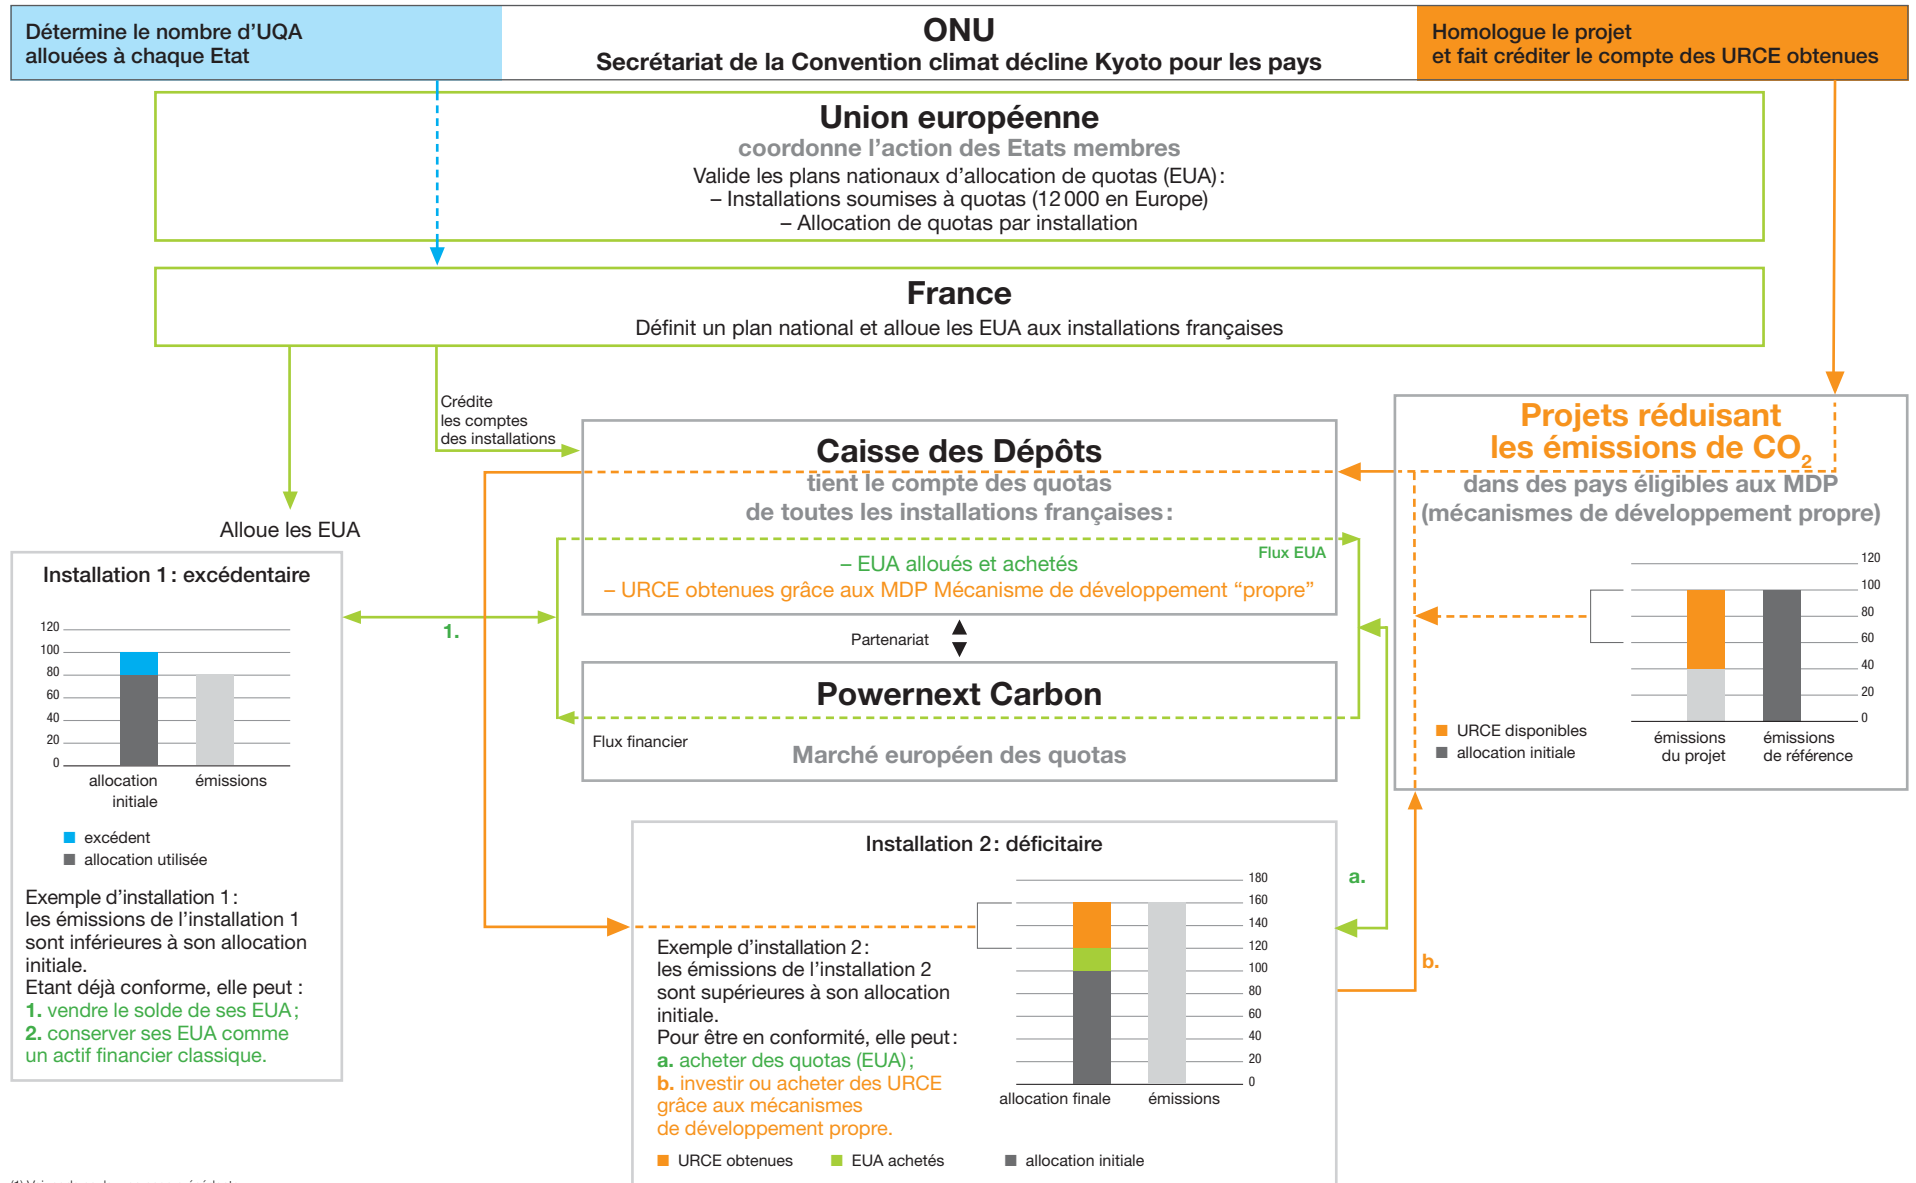 Détermine le nombre d’UQA
allouées à chaque Etat
ONU
Secrétariat de la Convention climat décline Kyoto pour les pays
Homologue le projet
et fait créditer le compte des URCE obtenues
Union européenne
coordonne l’action des Etats membres
Valide les plans nationaux d’allocation de quotas (EUA) :
– Installations soumises à quotas (12 000 en Europe)
– Allocation de quotas par installation
France
Définit un plan national et alloue les EUA aux installations françaises
Crédite
les comptes
des installations
Alloue les EUA
Caisse des Dépôts
tient le compte des quotas
de toutes les installations françaises :
Flux EUA
– EUA alloués et achetés
– URCE obtenues grâce aux MDP Mécanisme de développement “propre”
Partenariat
Powernext Carbon
Flux financier
Marché européen des quotas
Projets réduisant
les émissions de CO2
dans des pays éligibles aux MDP
(mécanismes de développement propre)
120
100
80
60
40
20
0
URCE disponibles
allocation initiale
émissions
du projet
émissions
de référence
Installation 1 : excédentaire
120
100
80
60
40
20
0
allocation
initiale
émissions
excédent
allocation utilisée
Exemple d’installation 1 :
les émissions de l’installation 1
sont inférieures à son allocation
initiale.
Etant déjà conforme, elle peut :
1. vendre le solde de ses EUA ;
2. conserver ses EUA comme
un actif financier classique.
1.
Installation 2 : déficitaire
Exemple d’installation 2 :
les émissions de l’installation 2
sont supérieures à son allocation
initiale.
Pour être en conformité, elle peut :
a. acheter des quotas (EUA) ;
b. investir ou acheter des URCE
grâce aux mécanismes
de développement propre.
180
160
140
120
100
80
60
40
20
0
allocation finale
émissions
URCE obtenues
EUA achetés
allocation initiale
a.
b.